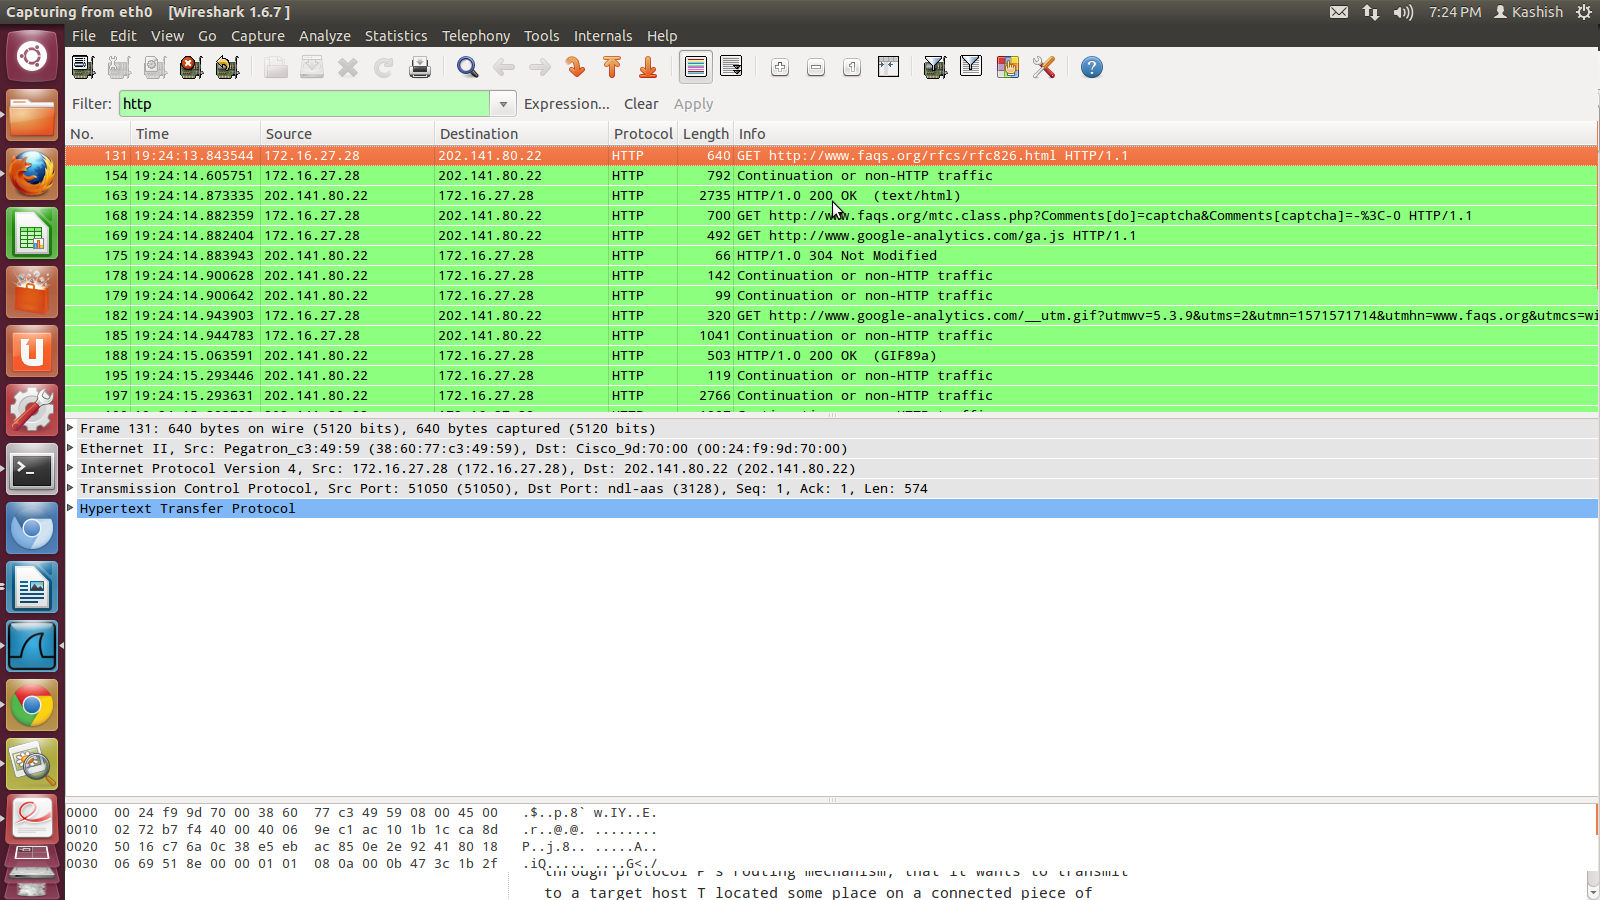 Capturing from eth0 [Wireshark 1.6.7 ]
7:24 PM Kashish
File Edit View Go Capture Analyze Statistics Telephony Tools Internals Help
Filter: http Expression... Clear Apply
No. Time Source Destination Protocol Length Info
131 19:24:13.843544 172.16.27.28 202.141.80.22 HTTP 640 GET http://www.faqs.org/rfcs/rfc826.html HTTP/1.1
154 19:24:14.605751 172.16.27.28 202.141.80.22 HTTP 792 Continuation or non-HTTP traffic
163 19:24:14.873335 202.141.80.22 172.16.27.28 HTTP 2735 HTTP/1.0 200 OK (text/html)
168 19:24:14.882359 172.16.27.28 202.141.80.22 HTTP 700 GET http://www.faqs.org/mtc.class.php?Comments[do]=captcha&Comments[captcha]=-%3C-0 HTTP/1.1
169 19:24:14.882404 172.16.27.28 202.141.80.22 HTTP 492 GET http://www.google-analytics.com/ga.js HTTP/1.1
175 19:24:14.883943 202.141.80.22 172.16.27.28 HTTP 66 HTTP/1.0 304 Not Modified
178 19:24:14.900628 202.141.80.22 172.16.27.28 HTTP 142 Continuation or non-HTTP traffic
179 19:24:14.900642 202.141.80.22 172.16.27.28 HTTP 99 Continuation or non-HTTP traffic
182 19:24:14.943903 172.16.27.28 202.141.80.22 HTTP 320 GET http://www.google-analytics.com/__utm.gif?utmwv=5.3.9&utms=2&utmn=1571571714&utmhn=www.faqs.org&utmcs=wi
185 19:24:14.944783 172.16.27.28 202.141.80.22 HTTP 1041 Continuation or non-HTTP traffic
188 19:24:15.063591 202.141.80.22 172.16.27.28 HTTP 503 HTTP/1.0 200 OK (GIF89a)
195 19:24:15.293446 202.141.80.22 172.16.27.28 HTTP 119 Continuation or non-HTTP traffic
197 19:24:15.293631 202.141.80.22 172.16.27.28 HTTP 2766 Continuation or non-HTTP traffic
Frame 131: 640 bytes on wire (5120 bits), 640 bytes captured (5120 bits)
Ethernet II, Src: Pegatron_c3:49:59 (38:60:77:c3:49:59), Dst: Cisco_9d:70:00 (00:24:f9:9d:70:00)
Internet Protocol Version 4, Src: 172.16.27.28 (172.16.27.28), Dst: 202.141.80.22 (202.141.80.22)
Transmission Control Protocol, Src Port: 51050 (51050), Dst Port: ndl-aas (3128), Seq: 1, Ack: 1, Len: 574
Hypertext Transfer Protocol
0000 00 24 f9 9d 70 00 38 60 77 c3 49 59 08 00 45 00 .$..p.8` w.IY..E.
0010 02 72 b7 f4 40 00 40 06 9e c1 ac 10 1b 1c ca 8d .r..@.@. ........
0020 50 16 c7 6a 0c 38 e5 eb ac 85 0e 2e 92 41 80 18 P..j.8.. .....A..
0030 06 69 51 8e 00 00 01 01 08 0a 00 0b 47 3c 1b 2f .iQ..... ....G<./
through protocol P's routing mechanism, that it wants to transmit
to a target host T located some place on a connected piece of